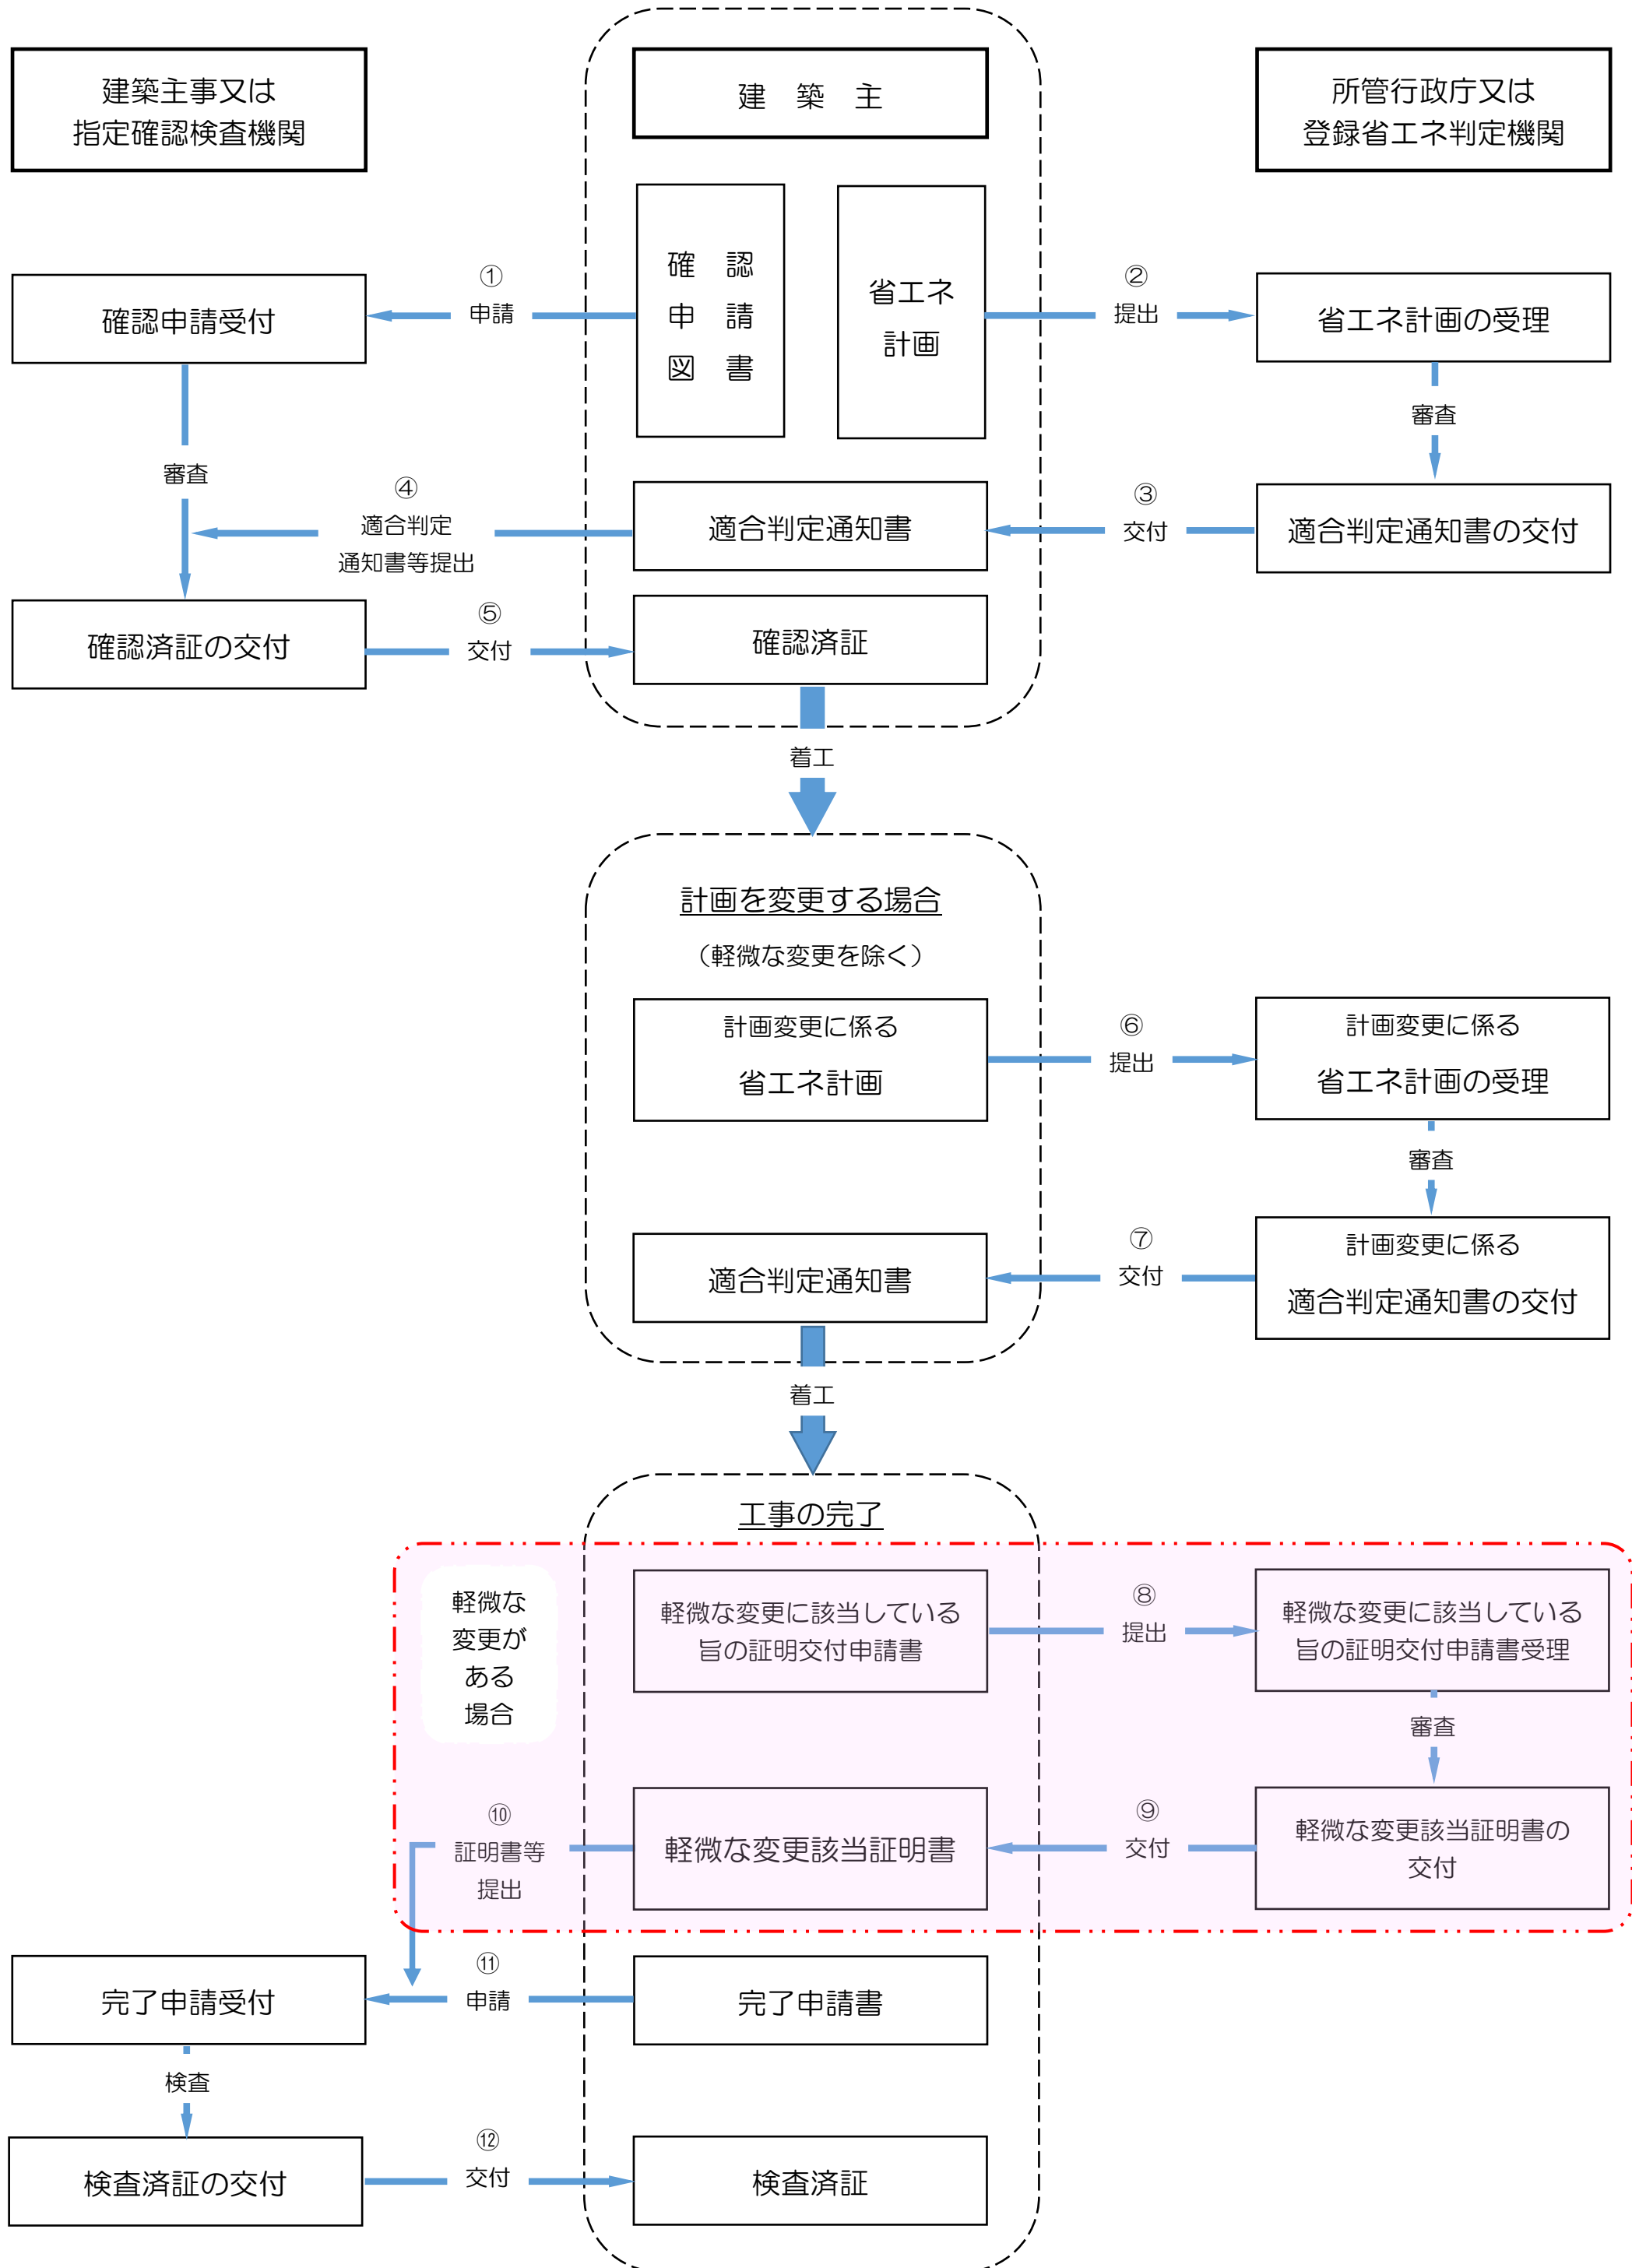 建築主事又は
指定確認検査機関
建　築　主
所管行政庁又は
登録省エネ判定機関
確　認
申　請
図　書
省エネ
計画
①
申請
確認申請受付
②
提出
省エネ計画の受理
審査
審査
④
適合判定
通知書等提出
適合判定通知書
③
交付
適合判定通知書の交付
確認済証の交付
⑤
交付
確認済証
着工
計画を変更する場合
（軽微な変更を除く）
計画変更に係る
省エネ計画
⑥
提出
計画変更に係る
省エネ計画の受理
審査
適合判定通知書
⑦
交付
計画変更に係る
適合判定通知書の交付
着工
工事の完了
軽微な
変更が
ある
場合
軽微な変更に該当している
旨の証明交付申請書
⑧
提出
軽微な変更に該当している
旨の証明交付申請書受理
審査
⑩
証明書等
提出
軽微な変更該当証明書
⑨
交付
軽微な変更該当証明書の
交付
完了申請受付
⑪
申請
完了申請書
検査
検査済証の交付
⑫
交付
検査済証